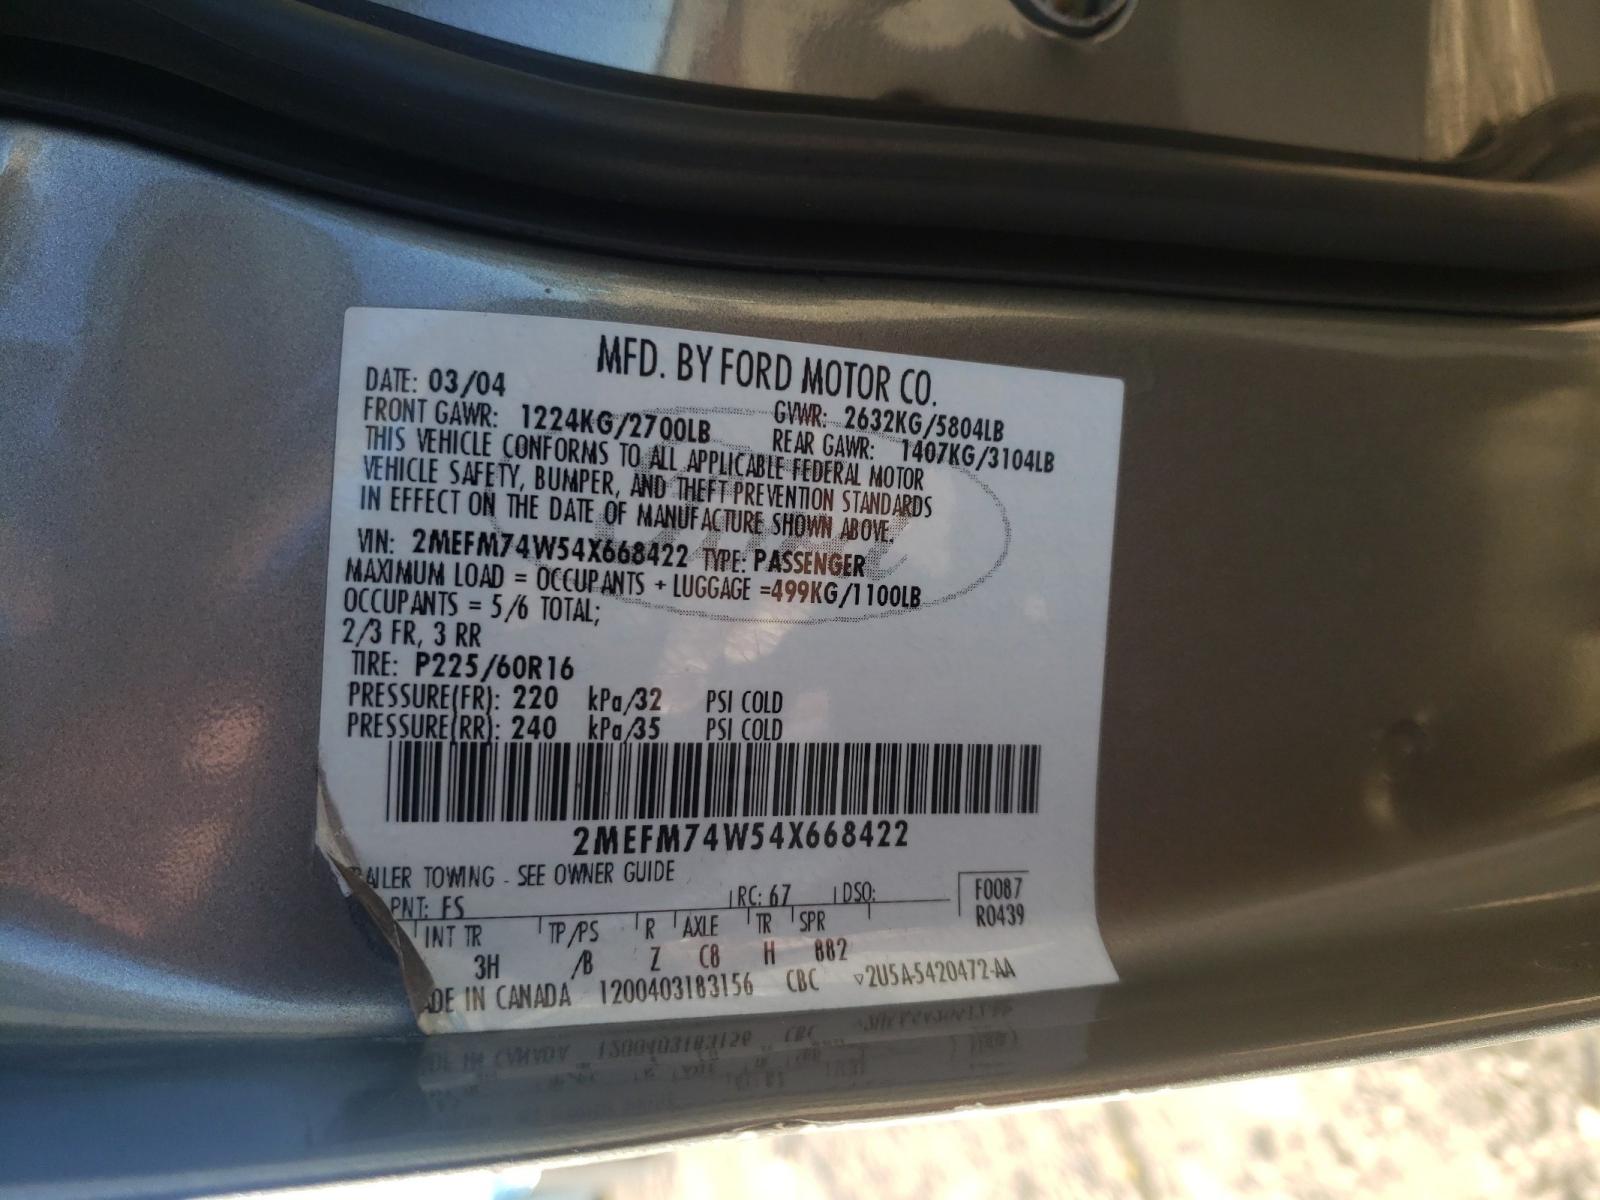 MFD. BY FORD MOTOR CO.
DATE: 03/04 GVWR: 2632KG/5804LB
FRONT GAWR: 1224KG/2700LB REAR GAWR: 1407KG/3104LB
THIS VEHICLE CONFORMS TO ALL APPLICABLE FEDERAL MOTOR
VEHICLE SAFETY, BUMPER, AND THEFT PREVENTION STANDARDS
IN EFFECT ON THE DATE OF MANUFACTURE SHOWN ABOVE.
VIN: 2MEFM74W54X668422 TYPE: PASSENGER
MAXIMUM LOAD = OCCUPANTS + LUGGAGE =499KG/1100LB
OCCUPANTS = 5/6 TOTAL;
2/3 FR, 3 RR
TIRE: P225/60R16
PRESSURE(FR): 220 kPa/32 PSI COLD
PRESSURE(RR): 240 kPa/35 PSI COLD
2MEFM74W54X668422
AILER TOWING - SEE OWNER GUIDE
PNT: FS RC: 67 DSO: F0087
R0439
INT TR TP/PS R AXLE TR SPR
3H /B Z C8 H 882
ADE IN CANADA 1200403183156 CBC ▽2U5A-5420472-AA